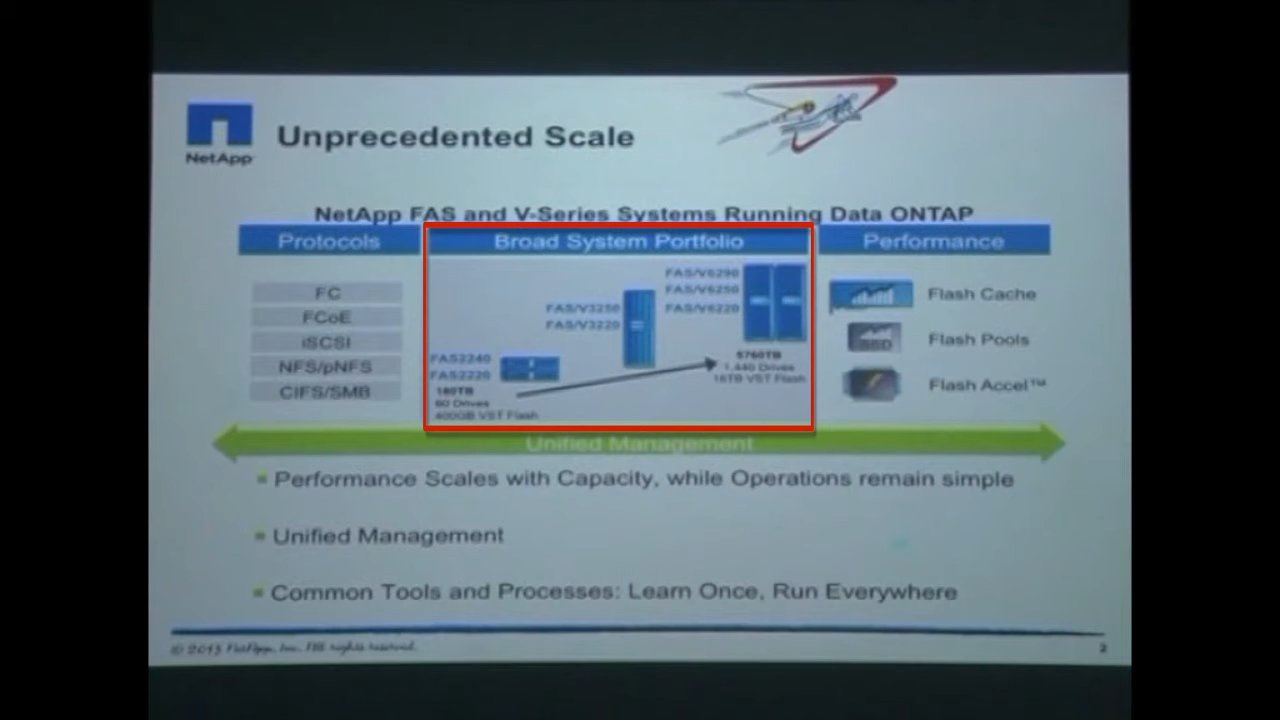 NetApp
Unprecedented Scale
NetApp FAS and V-Series Systems Running Data ONTAP
Protocols
FC
FCoE
iSCSI
NFS/pNFS
CIFS/SMB
Broad System Portfolio
FAS2240
FAS2220
180TB
60 Drives
400GB VST Flash
FAS/V3250
FAS/V3220
FAS/V6290
FAS/V6250
FAS/V6220
5760TB
1,440 Drives
16TB VST Flash
Performance
Flash Cache
SSD
Flash Pools
Flash Accel™
Unified Management
Performance Scales with Capacity, while Operations remain simple
Unified Management
Common Tools and Processes: Learn Once, Run Everywhere
© 2013 NetApp, Inc. All rights reserved.
2